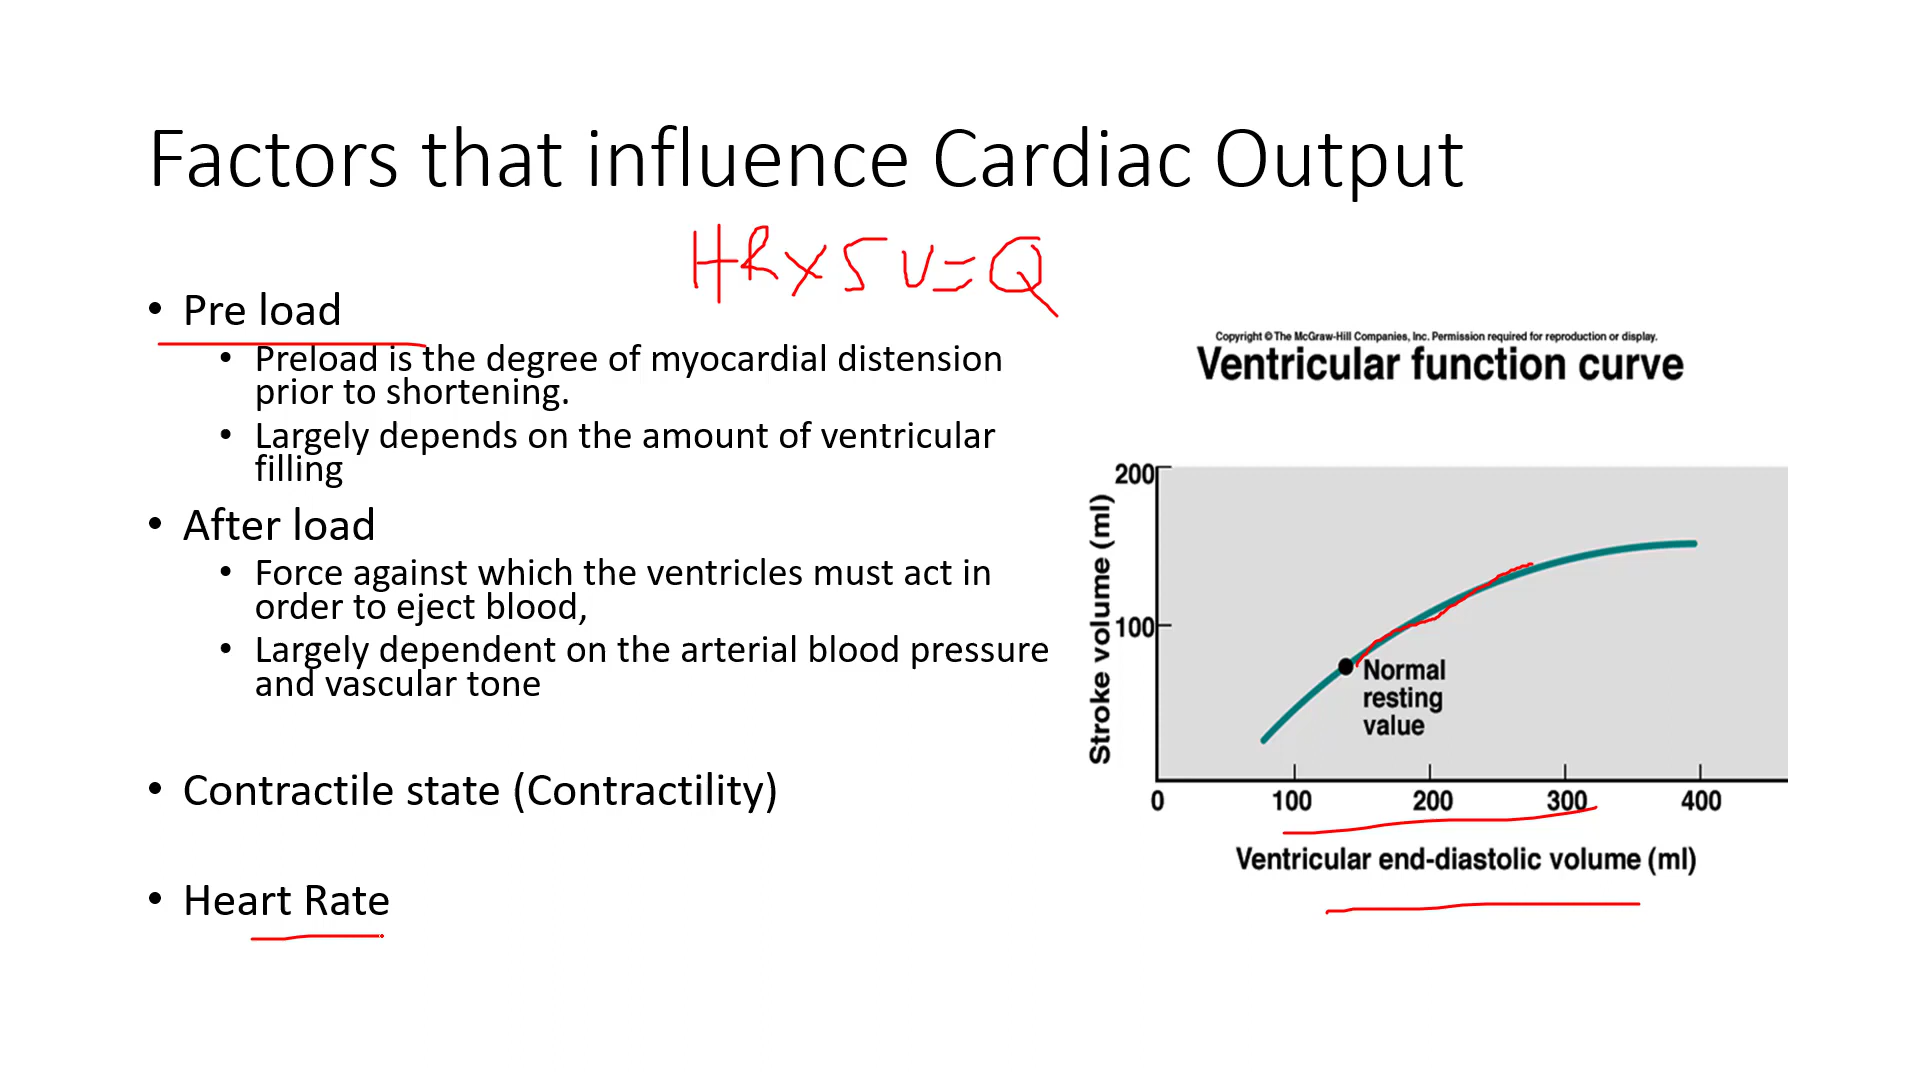 Factors that influence Cardiac Output
HR x SV = Q
• Pre load
• Preload is the degree of myocardial distension
prior to shortening.
• Largely depends on the amount of ventricular
filling
• After load
• Force against which the ventricles must act in
order to eject blood,
• Largely dependent on the arterial blood pressure
and vascular tone
• Contractile state (Contractility)
• Heart Rate
Copyright © The McGraw-Hill Companies, Inc. Permission required for reproduction or display.
Ventricular function curve
Stroke volume (ml)
200
100
Normal
resting
value
0 100 200 300 400
Ventricular end-diastolic volume (ml)